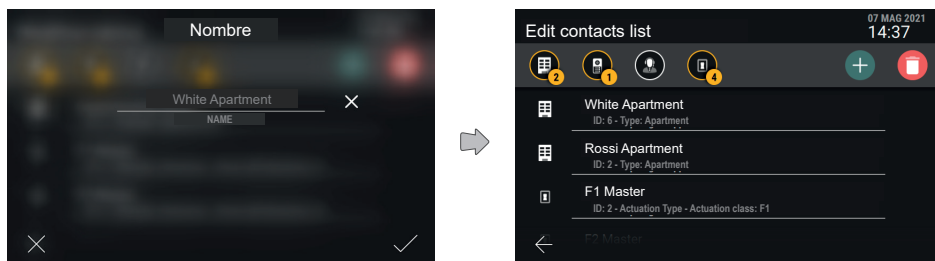 Nombre
White Apartment
NAME
07 MAG 2021
Edit contacts list
14:37
2
1
4
White Apartment
ID: 6 - Type: Apartment
Rossi Apartment
ID: 2 - Type: Apartment
F1 Master
ID: 2 - Actuation Type - Actuation class: F1
F2 Master